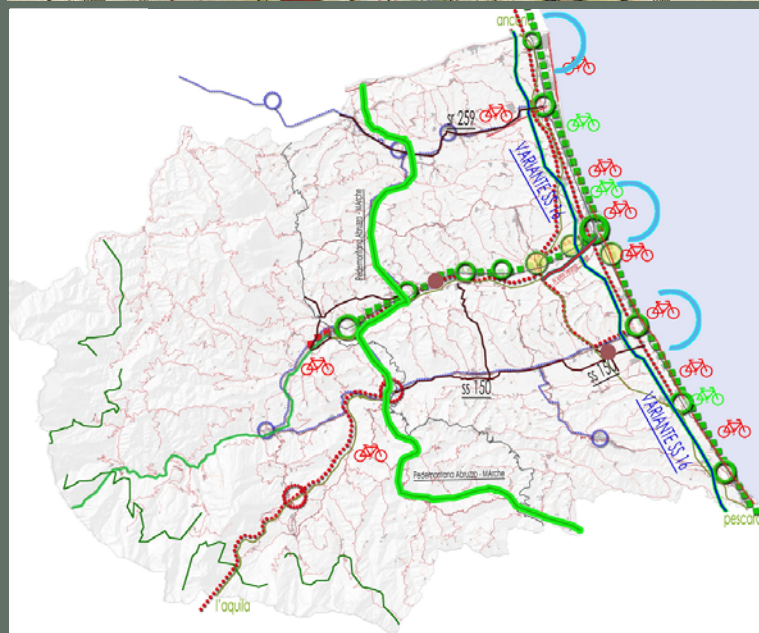 ancona
sr 259
VARIANTE SS 16
Pedemontana Abruzzo - MArche
ss 150
ss 150
VARIANTE SS 16
Pedemontana Abruzzo - MArche
pescara
l'aquila